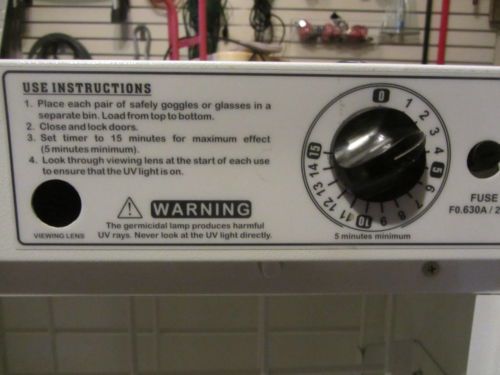 USE INSTRUCTIONS
1. Place each pair of safely goggles or glasses in a
separate bin. Load from top to bottom.
2. Close and lock doors.
3. Set timer to 15 minutes for maximum effect
(5 minutes minimum).
4. Look through viewing lens at the start of each use
to ensure that the UV light is on.
VIEWING LENS
WARNING
The germicidal lamp produces harmful
UV rays. Never look at the UV light directly.
0 1 2 3 4 5 6 7 8 9 10 11 12 13 14 15
5 minutes minimum
FUSE
F0.630A / 2